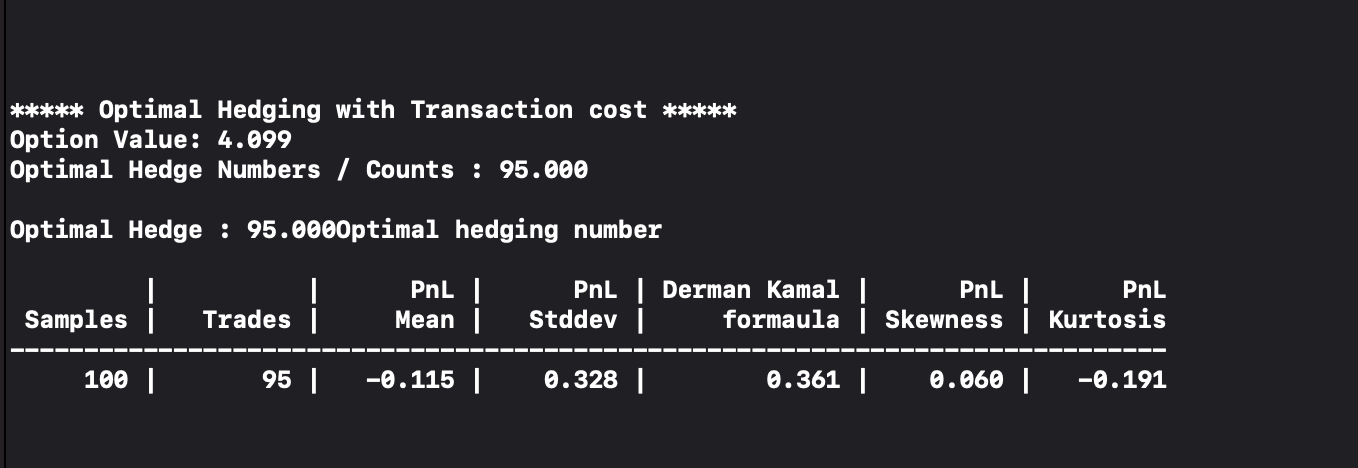 ***** Optimal Hedging with Transaction cost *****
Option Value: 4.099
Optimal Hedge Numbers / Counts : 95.000
Optimal Hedge : 95.000Optimal hedging number
         |          |       PnL |       PnL | Derman Kamal |      PnL |      PnL
 Samples |   Trades |      Mean |    Stddev |     formaula | Skewness | Kurtosis
------------------------------------------------------------------------------
     100 |       95 |    -0.115 |     0.328 |        0.361 |    0.060 |   -0.191